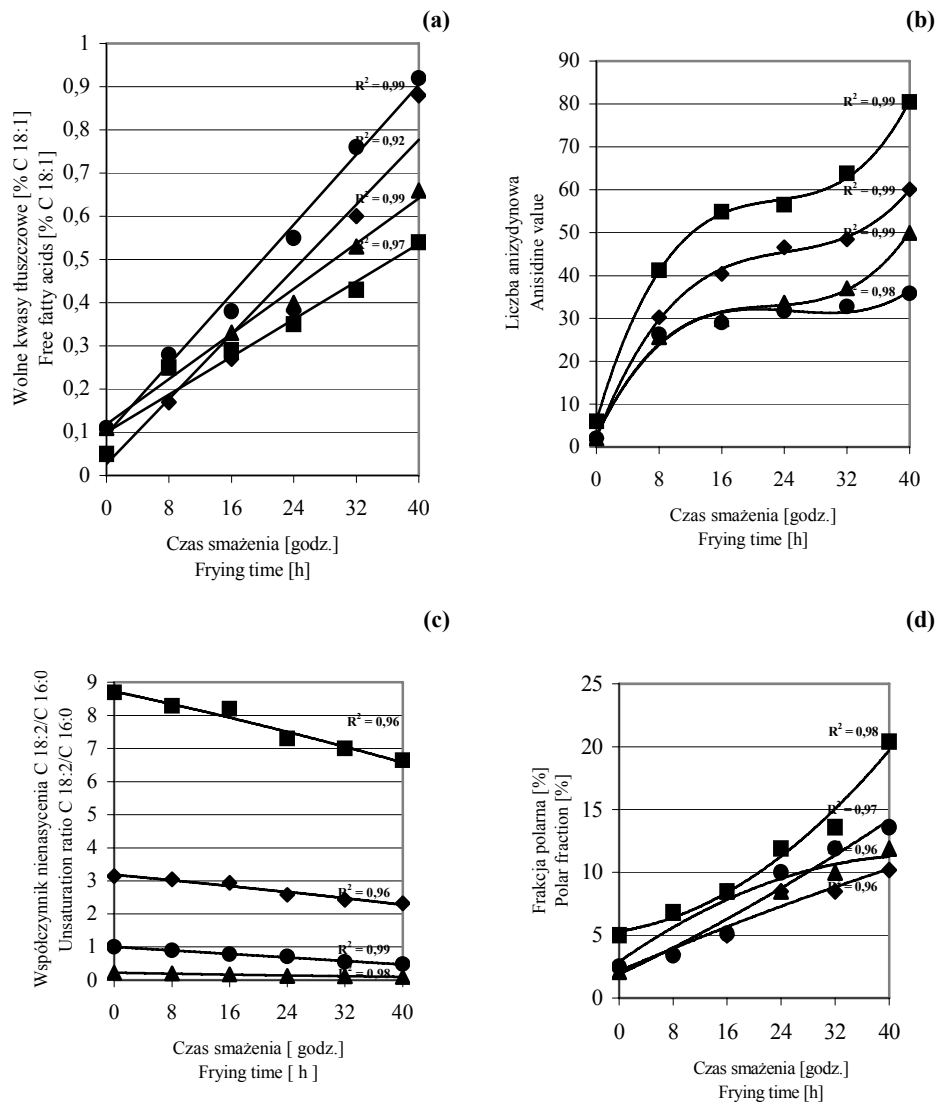 (a)
Wolne kwasy tłuszczowe [% C 18:1]
Free fatty acids [% C 18:1]
1
0,9
0,8
0,7
0,6
0,5
0,4
0,3
0,2
0,1
0
R² = 0,99
R² = 0,92
R² = 0,99
R² = 0,97
0 8 16 24 32 40
Czas smażenia [godz.]
Frying time [h]
(b)
Liczba anizydynowa
Anisidine value
90
80
70
60
50
40
30
20
10
0
R² = 0,99
R² = 0,99
R² = 0,99
R² = 0,98
0 8 16 24 32 40
Czas smażenia [godz.]
Frying time [h]
(c)
Współczynnik nienasycenia C 18:2/C 16:0
Unsaturation ratio C 18:2/C 16:0
9
8
7
6
5
4
3
2
1
0
R² = 0,96
R² = 0,96
R² = 0,99
R² = 0,98
0 8 16 24 32 40
Czas smażenia [ godz.]
Frying time [ h ]
(d)
Frakcja polarna [%]
Polar fraction [%]
25
20
15
10
5
0
R² = 0,98
R² = 0,97
R² = 0,96
R² = 0,96
0 8 16 24 32 40
Czas smażenia [godz.]
Frying time [h]